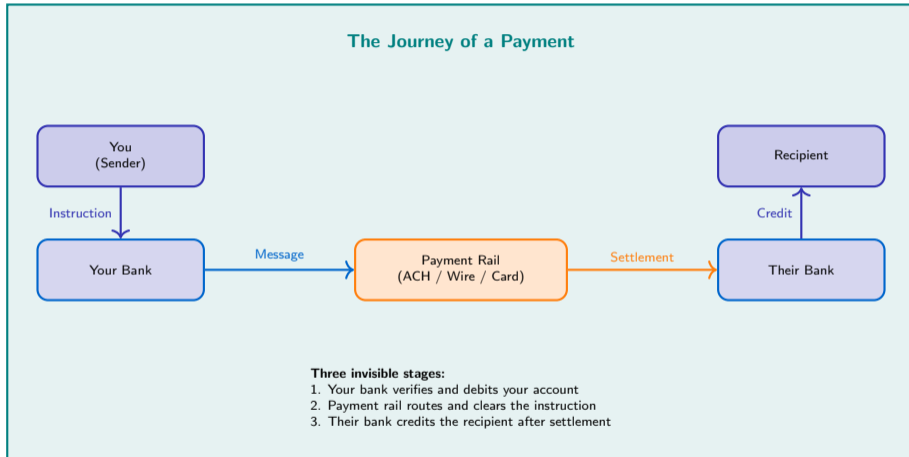 The Journey of a Payment
You
(Sender)
Recipient
Instruction
Credit
Your Bank
Message
Payment Rail
(ACH / Wire / Card)
Settlement
Their Bank
Three invisible stages:
1. Your bank verifies and debits your account
2. Payment rail routes and clears the instruction
3. Their bank credits the recipient after settlement